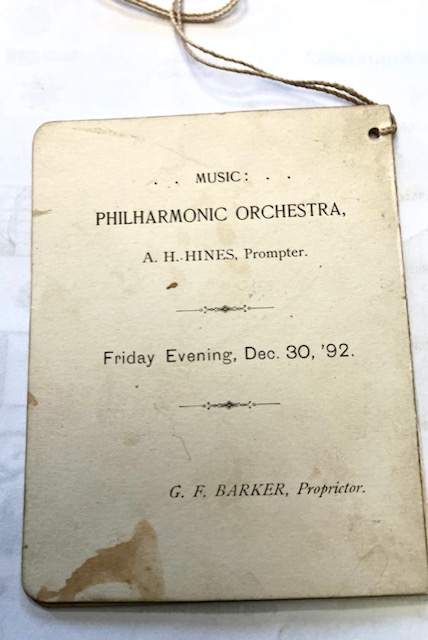 . . MUSIC: . .
PHILHARMONIC ORCHESTRA,
A. H. HINES, Prompter.
Friday Evening, Dec. 30, '92.
G. F. BARKER, Proprietor.